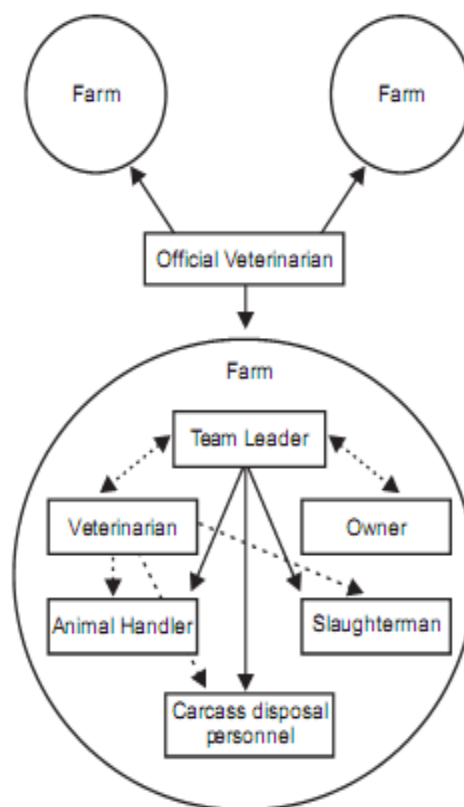 Farm
Farm
Official Veterinarian
Farm
Team Leader
Veterinarian
Owner
Animal Handler
Slaughterman
Carcass disposal
personnel